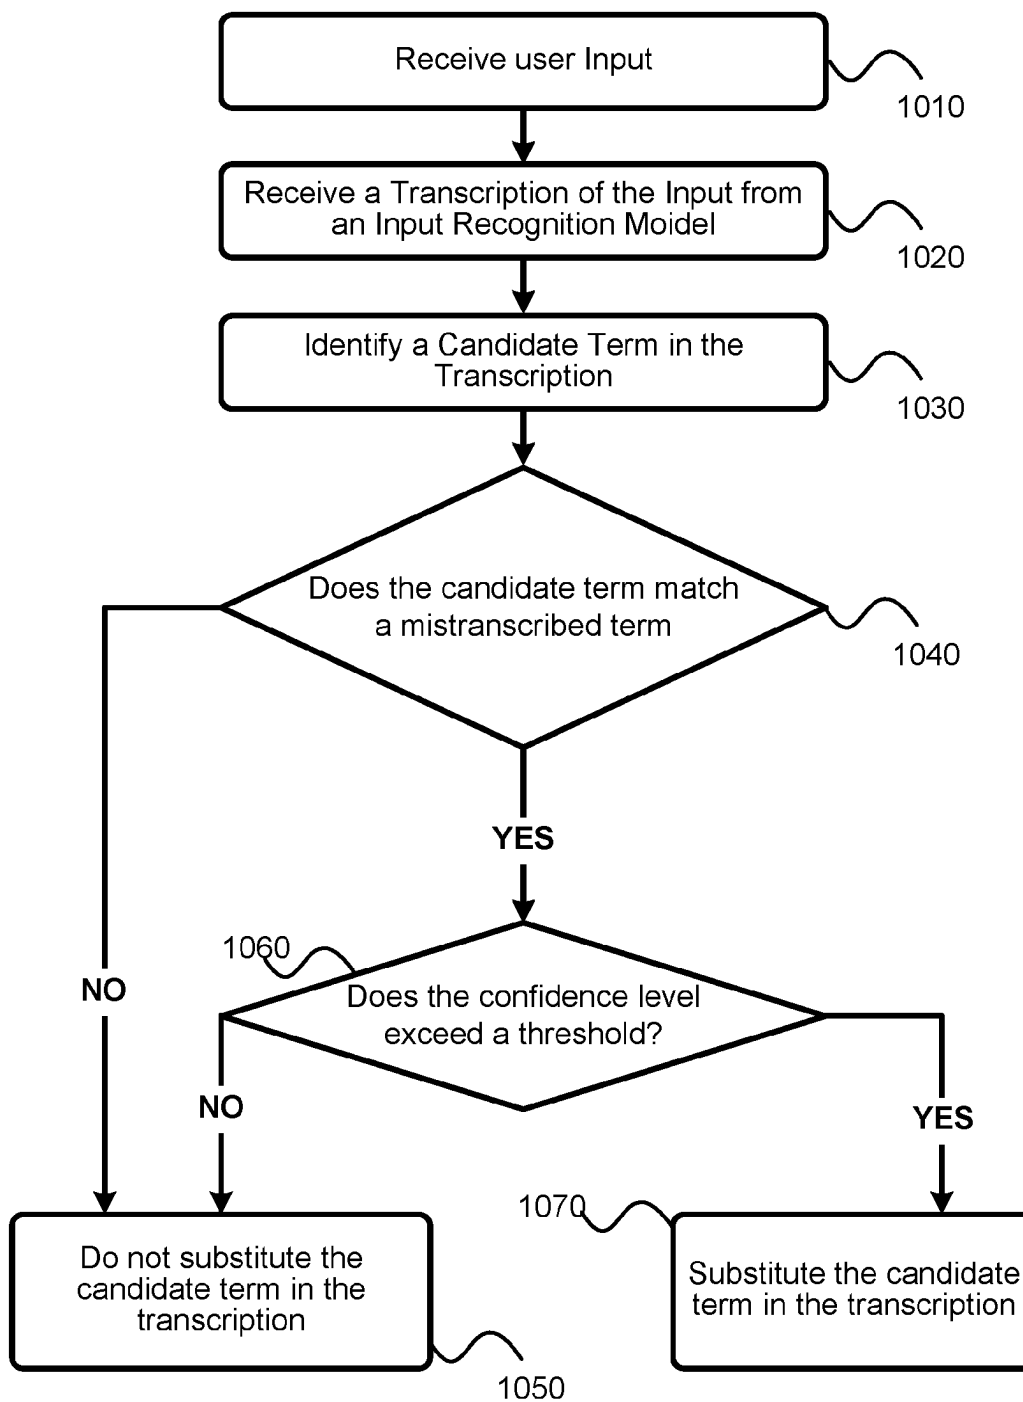 Receive user Input
1010
Receive a Transcription of the Input from
an Input Recognition Moidel
1020
Identify a Candidate Term in the
Transcription
1030
Does the candidate term match
a mistranscribed term
1040
YES
1060
Does the confidence level
exceed a threshold?
NO
NO
YES
1070
Do not substitute the
candidate term in the
transcription
Substitute the candidate
term in the transcription
1050